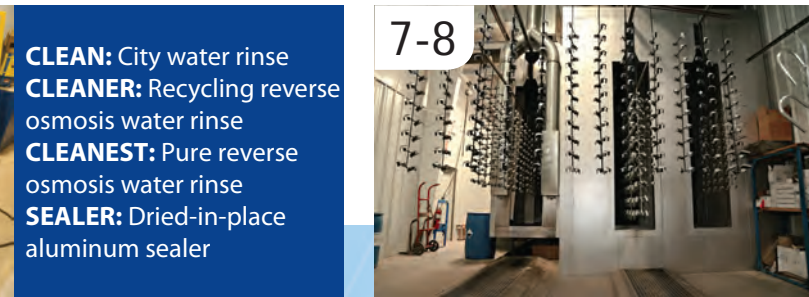 CLEAN: City water rinse
CLEANER: Recycling reverse
osmosis water rinse
CLEANEST: Pure reverse
osmosis water rinse
SEALER: Dried-in-place
aluminum sealer
7-8